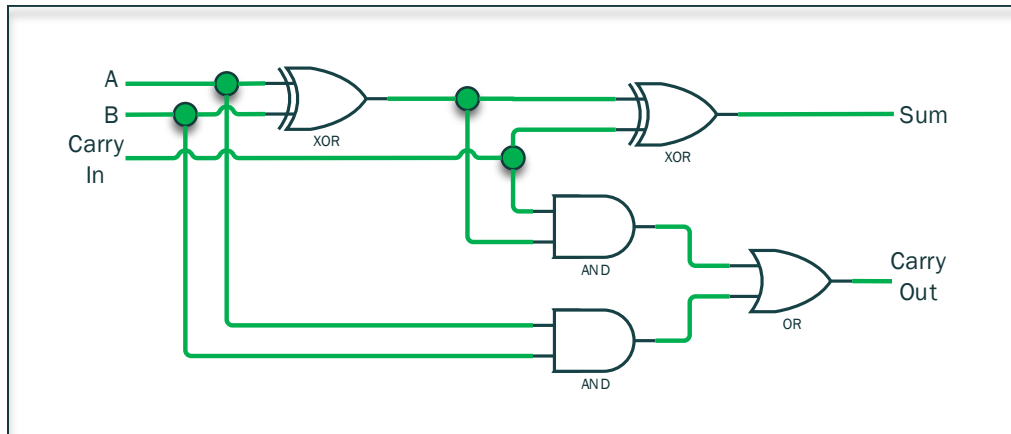 A
B
Carry
In
XOR
XOR
Sum
AND
Carry
Out
OR
AND